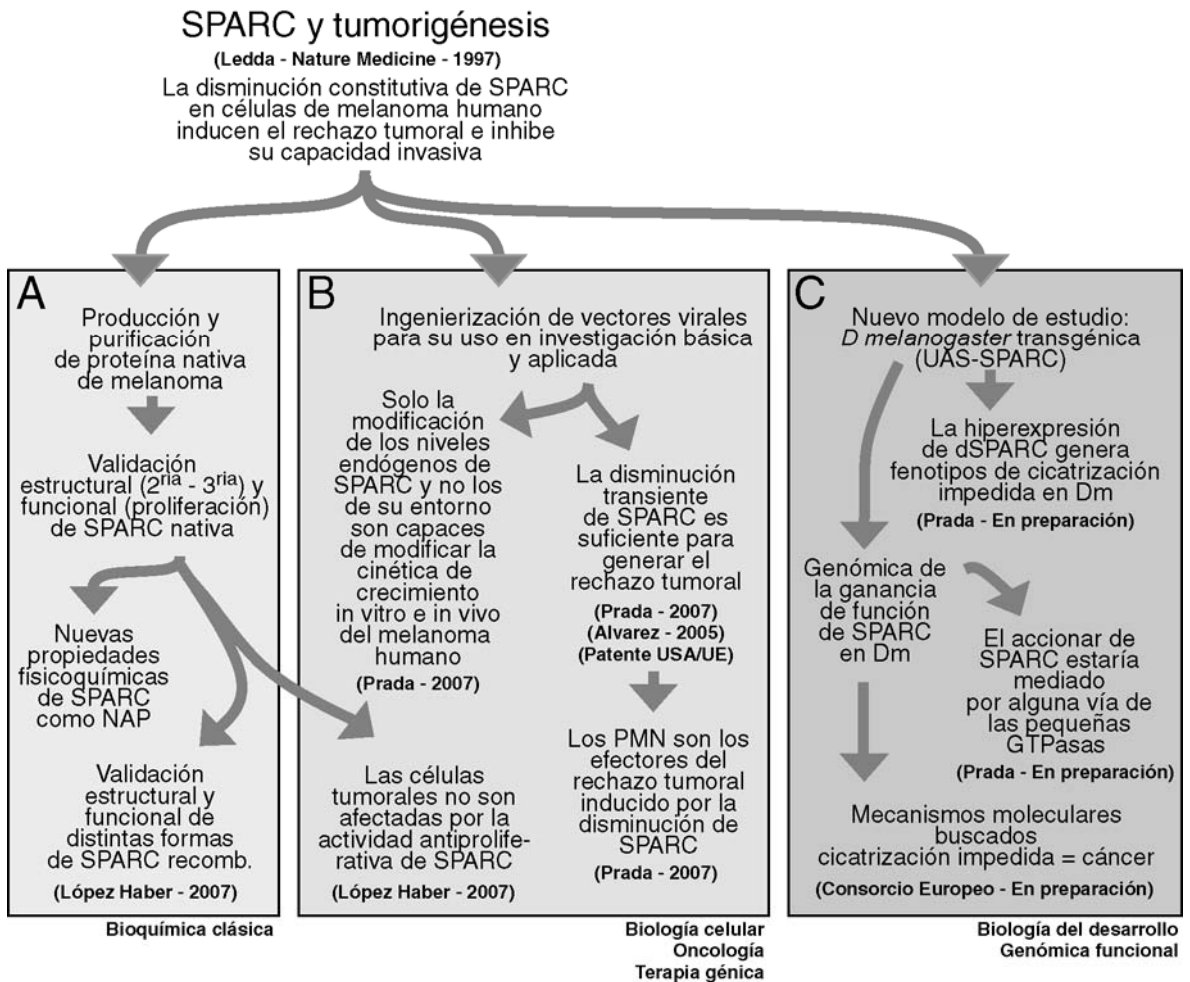 SPARC y tumorigénesis
(Ledda - Nature Medicine - 1997)
La disminución constitutiva de SPARC
en células de melanoma humano
inducen el rechazo tumoral e inhibe
su capacidad invasiva
A
Producción y
purificación
de proteína nativa
de melanoma
Validación
estructural (2ria - 3ria) y
funcional (proliferación)
de SPARC nativa
Nuevas
propiedades
fisicoquímicas
de SPARC
como NAP
Validación
estructural y
funcional de
distintas formas
de SPARC recomb.
(López Haber - 2007)
Bioquímica clásica
B
Ingenierización de vectores virales
para su uso en investigación básica
y aplicada
Solo la
modificación
de los niveles
endógenos de
SPARC y no los
de su entorno
son capaces
de modificar la
cinética de
crecimiento
in vitro e in vivo
del melanoma
humano
(Prada - 2007)
Las células
tumorales no son
afectadas por la
actividad antiprolife-
rativa de SPARC
(López Haber - 2007)
La disminución
transiente
de SPARC es
suficiente para
generar el
rechazo tumoral
(Prada - 2007)
(Alvarez - 2005)
(Patente USA/UE)
Los PMN son los
efectores del
rechazo tumoral
inducido por la
disminución de
SPARC
(Prada - 2007)
Biología celular
Oncología
Terapia génica
C
Nuevo modelo de estudio:
D melanogaster transgénica
(UAS-SPARC)
La hiperexpresión
de dSPARC genera
fenotipos de cicatrización
impedida en Dm
(Prada - En preparación)
Genómica de
la ganancia
de función
de SPARC
en Dm
El accionar de
SPARC estaría
mediado
por alguna vía de
las pequeñas
GTPasas
(Prada - En preparación)
Mecanismos moleculares
buscados
cicatrización impedida = cáncer
(Consorcio Europeo - En preparación)
Biología del desarrollo
Genómica funcional